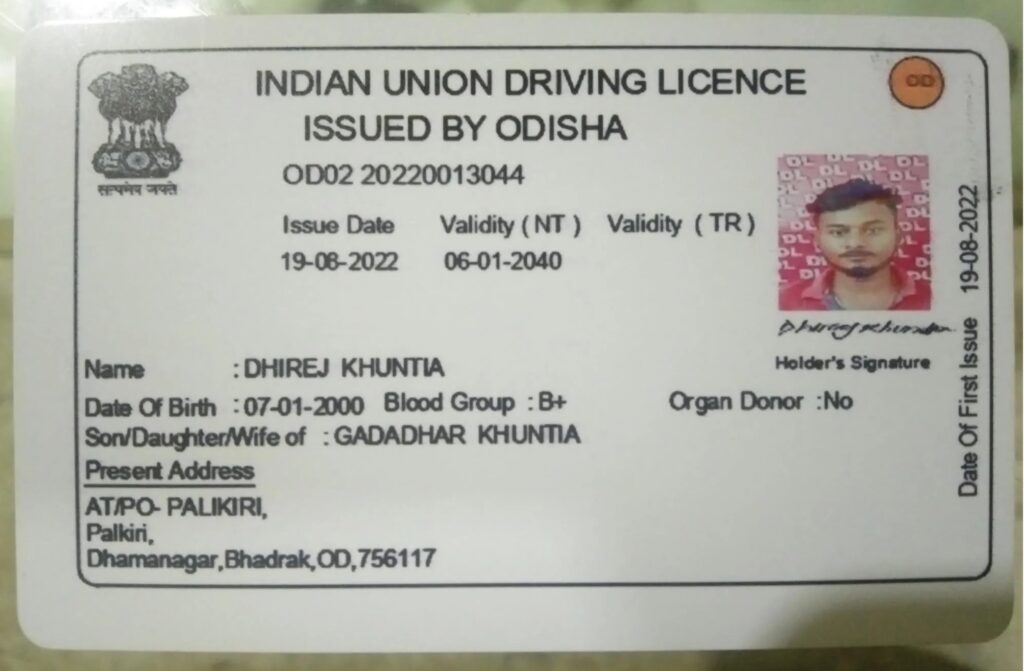 INDIAN UNION DRIVING LICENCE
ISSUED BY ODISHA
OD
सत्यमेव जयते
OD02 20220013044
Issue Date Validity ( NT ) Validity ( TR )
19-08-2022 06-01-2040
Holder's Signature
Date Of First Issue 19-08-2022
Name : DHIREJ KHUNTIA
Date Of Birth : 07-01-2000 Blood Group : B+ Organ Donor :No
Son/Daughter/Wife of : GADADHAR KHUNTIA
Present Address
AT/PO- PALIKIRI,
Palkiri,
Dhamanagar,Bhadrak,OD,756117